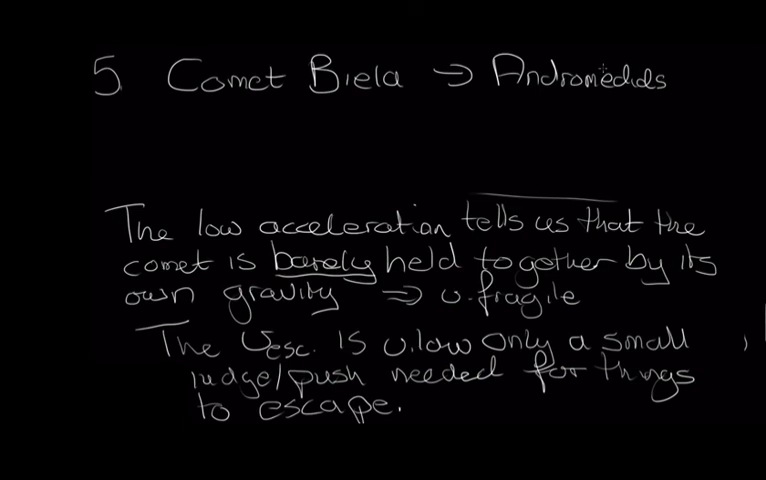 5 Comet Biela → Andromedids
The low acceleration tells us that the
comet is barely held together by its
own gravity ⇒ v.fragile
The Vesc. is v.low only a small
nudge/push needed for things
to escape.